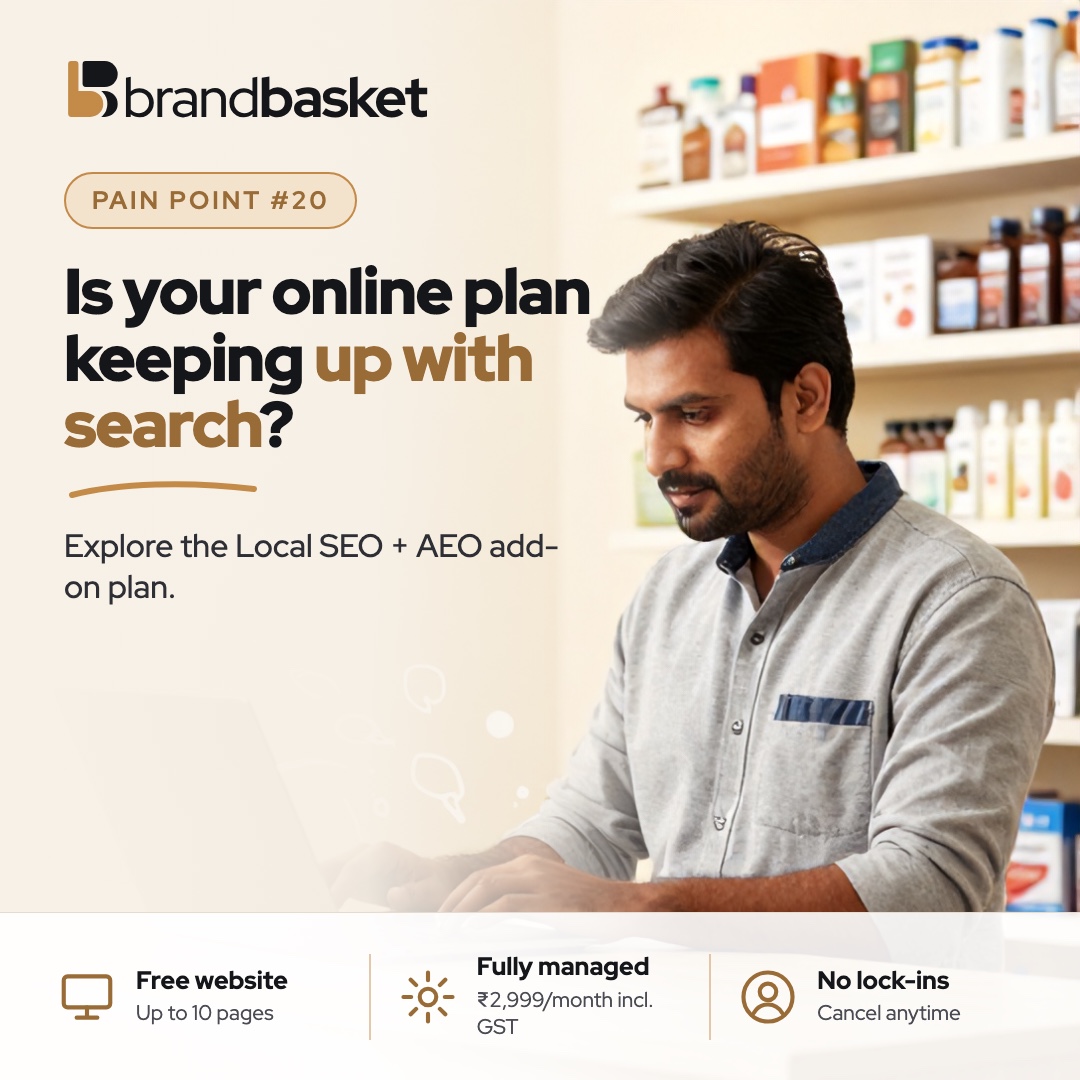 brandbasket
PAIN POINT #20
Is your online plan
keeping up with
search?
Explore the Local SEO + AEO add-
on plan.
Free website
Up to 10 pages
Fully managed
₹2,999/month incl.
GST
No lock-ins
Cancel anytime